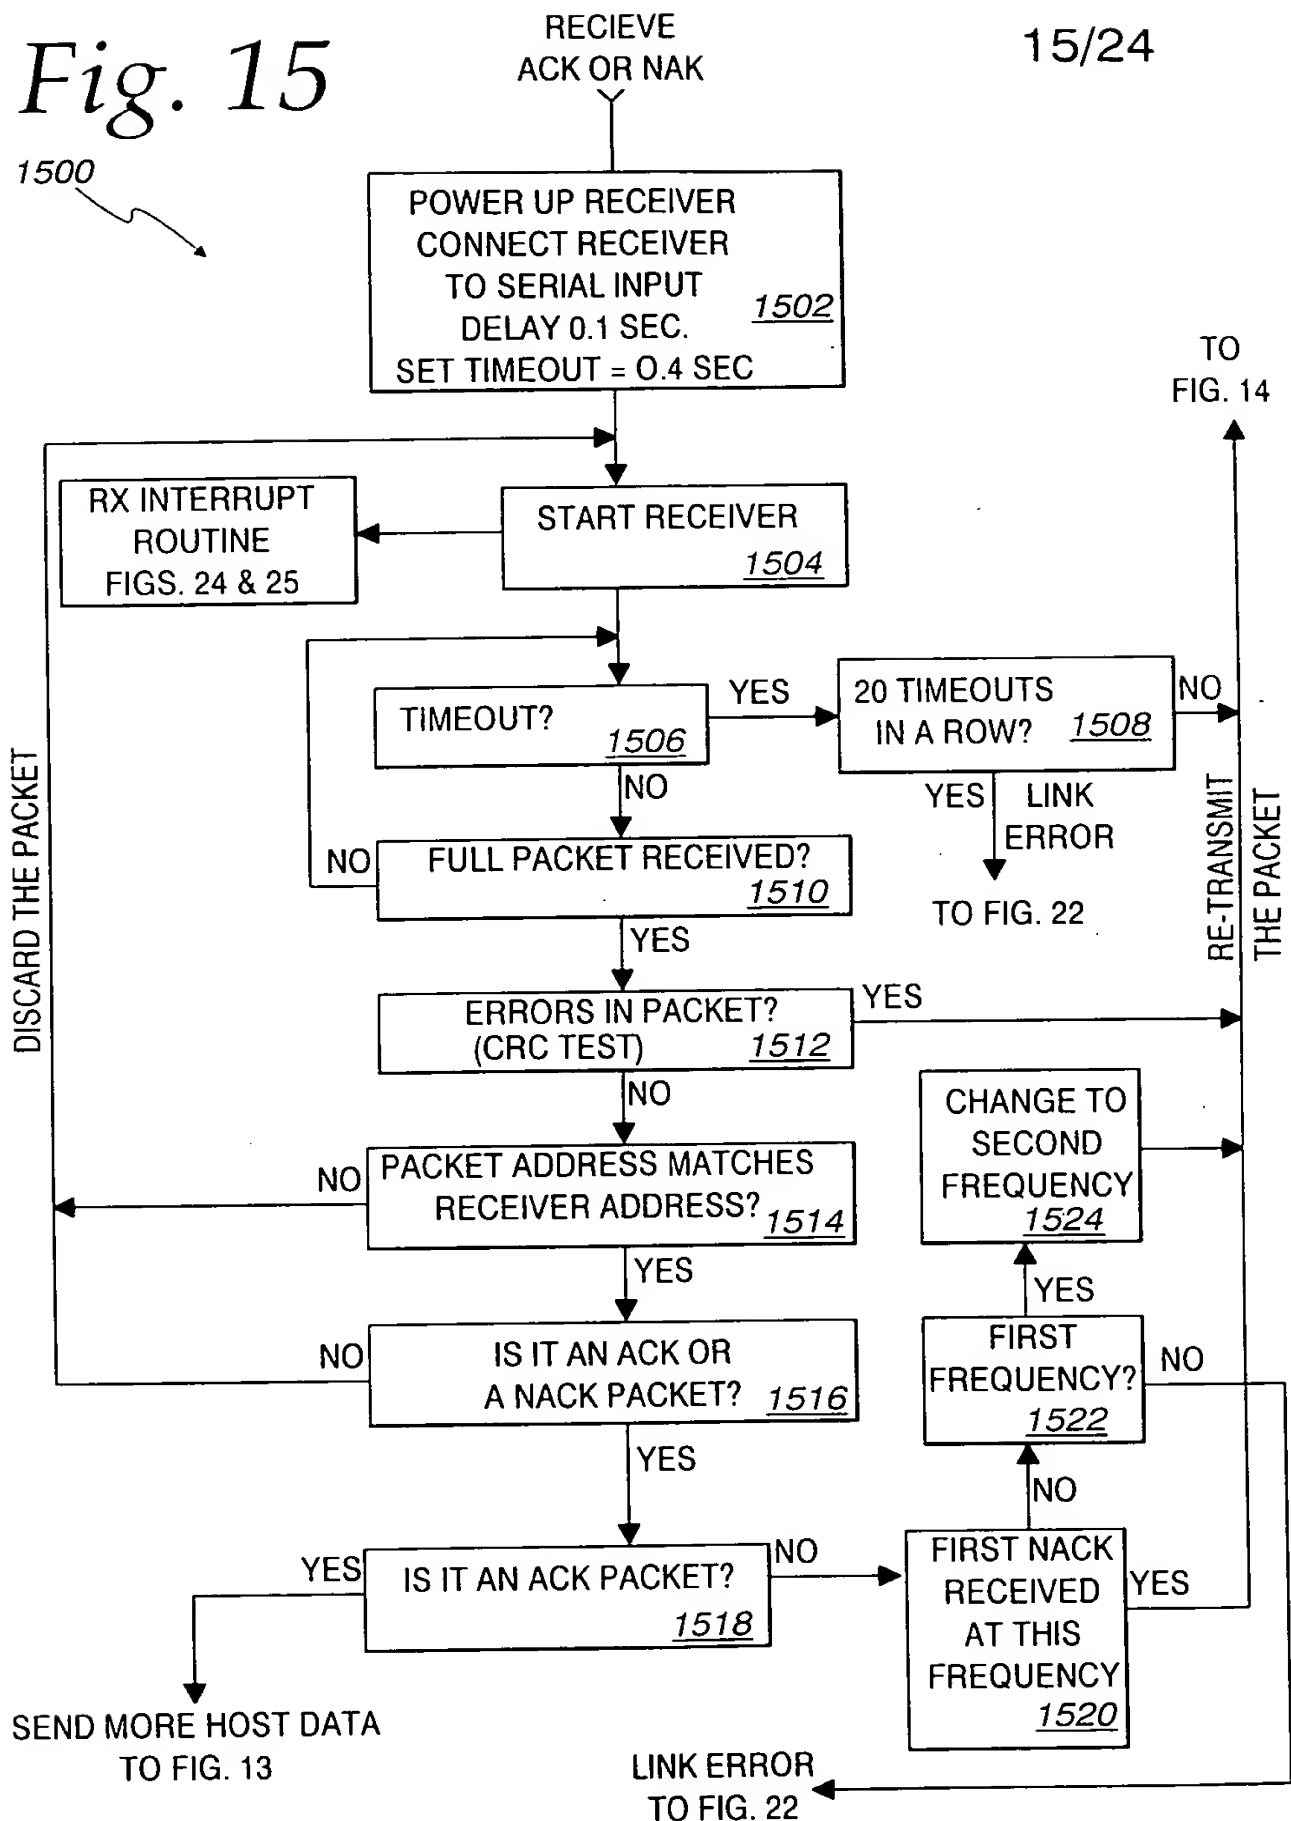 Fig. 15
RECIEVE
ACK OR NAK
15/24
1500
POWER UP RECEIVER
CONNECT RECEIVER
TO SERIAL INPUT
DELAY 0.1 SEC.
SET TIMEOUT = 0.4 SEC
1502
TO
FIG. 14
RX INTERRUPT
ROUTINE
FIGS. 24 & 25
START RECEIVER
1504
TIMEOUT?
1506
YES
20 TIMEOUTS
IN A ROW?
1508
NO
NO
YES
LINK
ERROR
TO FIG. 22
DISCARD THE PACKET
RE-TRANSMIT
THE PACKET
NO
FULL PACKET RECEIVED?
1510
YES
ERRORS IN PACKET?
(CRC TEST)
1512
YES
NO
CHANGE TO
SECOND
FREQUENCY
1524
NO
PACKET ADDRESS MATCHES
RECEIVER ADDRESS?
1514
YES
YES
NO
IS IT AN ACK OR
A NACK PACKET?
1516
FIRST
FREQUENCY?
1522
NO
YES
NO
YES
IS IT AN ACK PACKET?
1518
NO
FIRST NACK
RECEIVED
AT THIS
FREQUENCY
1520
YES
SEND MORE HOST DATA
TO FIG. 13
LINK ERROR
TO FIG. 22